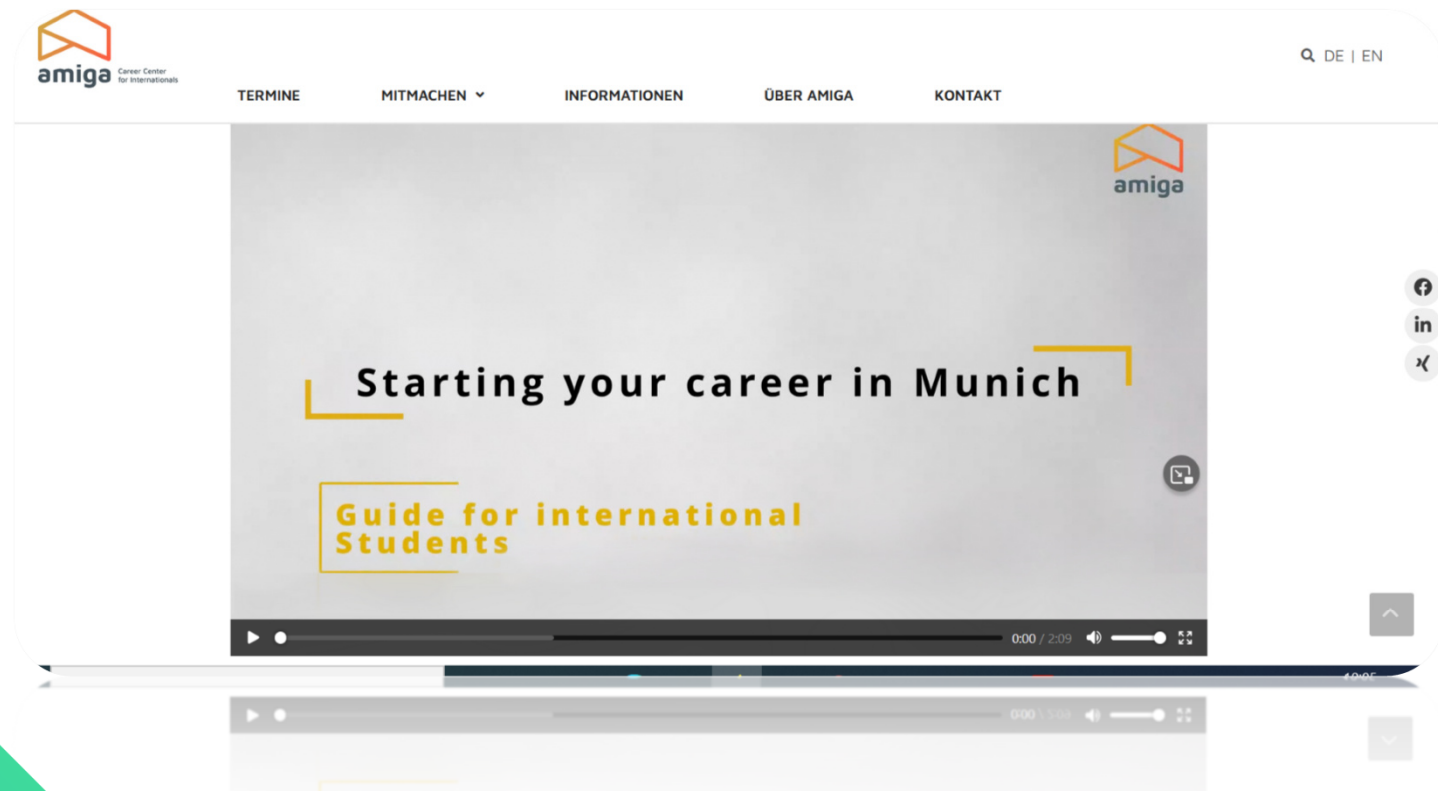 amiga Career Center
for Internationals
DE | EN
TERMINE MITMACHEN INFORMATIONEN ÜBER AMIGA KONTAKT
amiga
Starting your career in Munich
Guide for international
Students
0:00 / 2:09